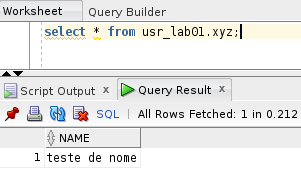 Worksheet Query Builder
select * from usr_lab01.xyz;
Script Output x Query Result x
SQL | All Rows Fetched: 1 in 0.212
NAME
1 teste de nome